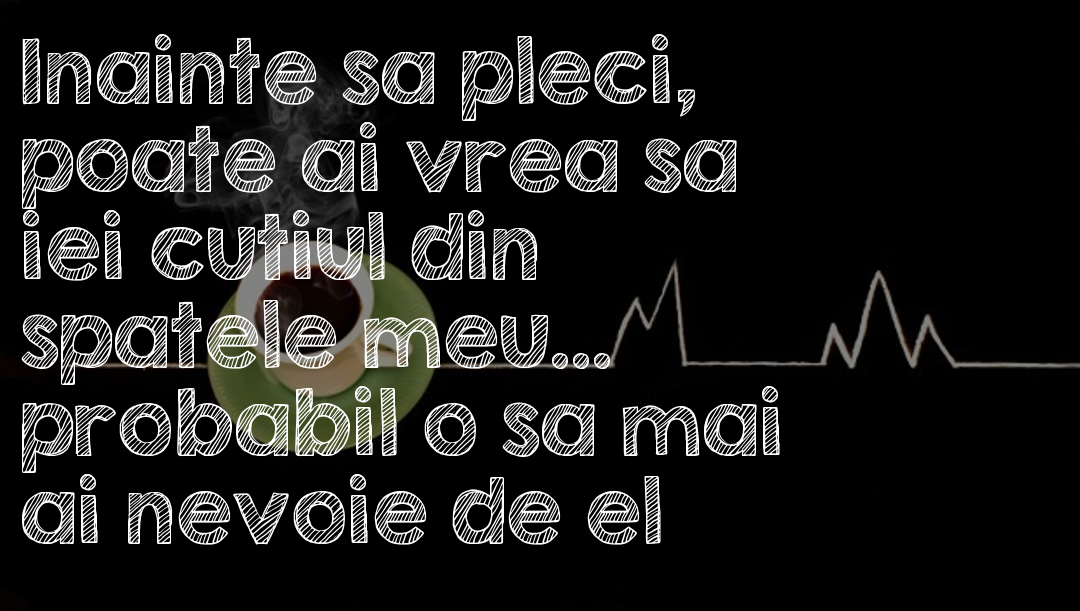 Inainte sa pleci,
poate ai vrea sa
iei cutiul din
spatele meu...
probabil o sa mai
ai nevoie de el